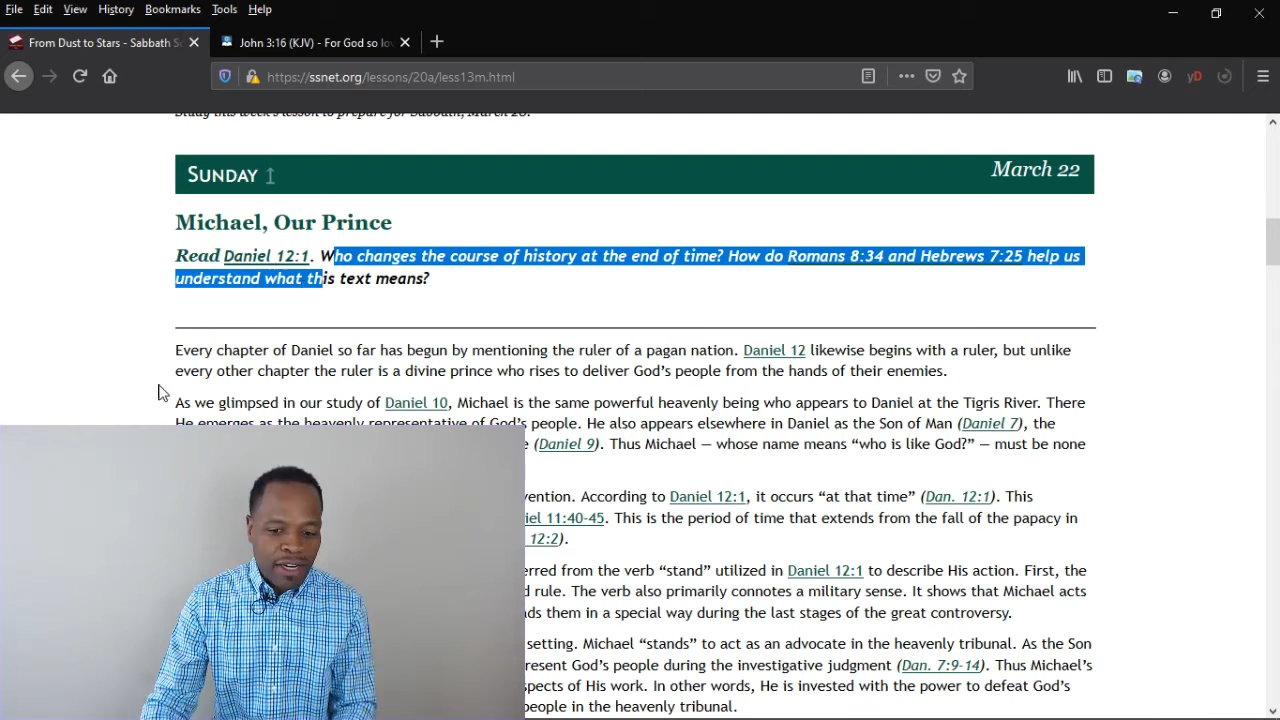 File Edit View History Bookmarks Tools Help
From Dust to Stars - Sabbath Sc
John 3:16 (KJV) - For God so lov
https://ssnet.org/lessons/20a/less13m.html
Study this week's lesson to prepare for Sabbath, March 28.
SUNDAY
March 22
Michael, Our Prince
Read Daniel 12:1. Who changes the course of history at the end of time? How do Romans 8:34 and Hebrews 7:25 help us
understand what this text means?
Every chapter of Daniel so far has begun by mentioning the ruler of a pagan nation. Daniel 12 likewise begins with a ruler, but unlike
every other chapter the ruler is a divine prince who rises to deliver God's people from the hands of their enemies.
As we glimpsed in our study of Daniel 10, Michael is the same powerful heavenly being who appears to Daniel at the Tigris River. There
He emerges as the heavenly representative of God's people. He also appears elsewhere in Daniel as the Son of Man (Daniel 7), the
(Daniel 9). Thus Michael — whose name means “who is like God?” — must be none
vention. According to Daniel 12:1, it occurs “at that time” (Dan. 12:1). This
iel 11:40-45. This is the period of time that extends from the fall of the papacy in
12:2).
erred from the verb “stand” utilized in Daniel 12:1 to describe His action. First, the
d rule. The verb also primarily connotes a military sense. It shows that Michael acts
ads them in a special way during the last stages of the great controversy.
setting. Michael “stands” to act as an advocate in the heavenly tribunal. As the Son
resent God's people during the investigative judgment (Dan. 7:9-14). Thus Michael's
spects of His work. In other words, He is invested with the power to defeat God's
people in the heavenly tribunal.